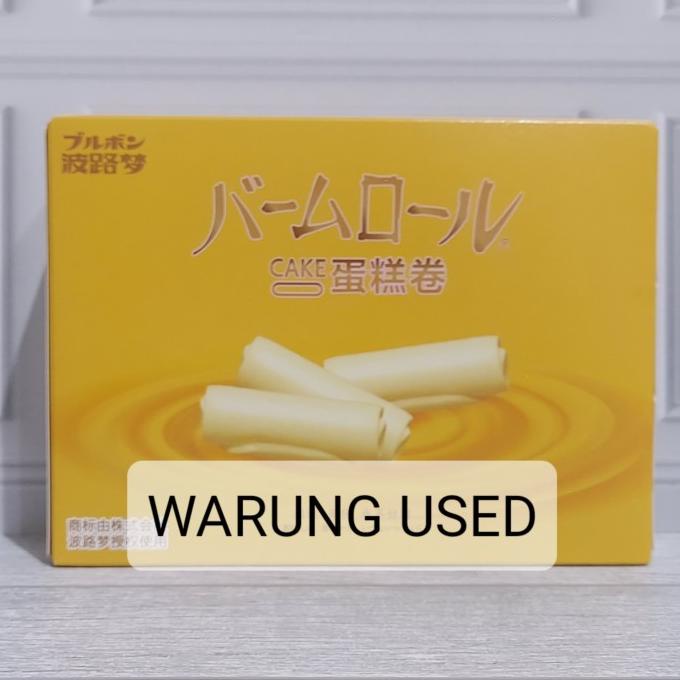 ブルボン
波路梦
バームロール
CAKE 蛋糕卷
WARUNG USED
商标由株式会
波路梦授权使用